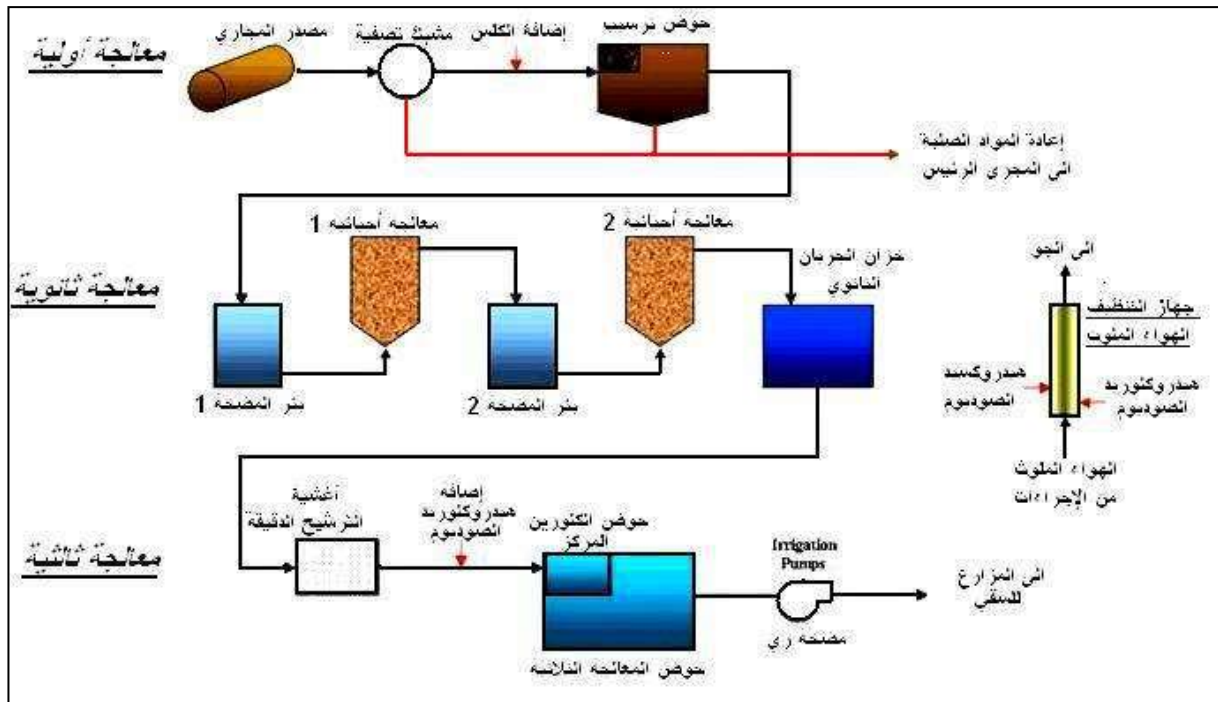 معالجة أولية
مصدر المجاري
مشبك تصفية
إضافة الكلس
حوض ترسيب
إعادة المواد الصلبة
الى المجرى الرئيس
معالجة ثانوية
معالجة أحيائية 1
معالجة أحيائية 2
خزان الجريان
الثانوي
بئر المضخة 1
بئر المضخة 2
الى الجو
جهاز التنظيف
الهواء الملوث
هيدروكسيد
الصوديوم
هيدروكلوريد
الصوديوم
الهواء الملوث
من الإجراءات
معالجة ثالثية
أغشية
الترشيح الدقيقة
إضافة
هيدروكلوريد
الصوديوم
حوض الكلورين
المركز
حوض المعالجة الثلاثية
Irrigation
Pumps
مضخة ري
الى المزارع
للسقي